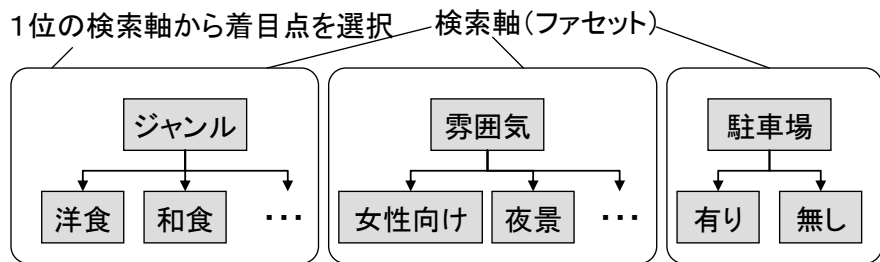 1位の検索軸から着目点を選択
検索軸(ファセット)
ジャンル
雰囲気
駐車場
洋食
和食
・・・
女性向け
夜景
・・・
有り
無し